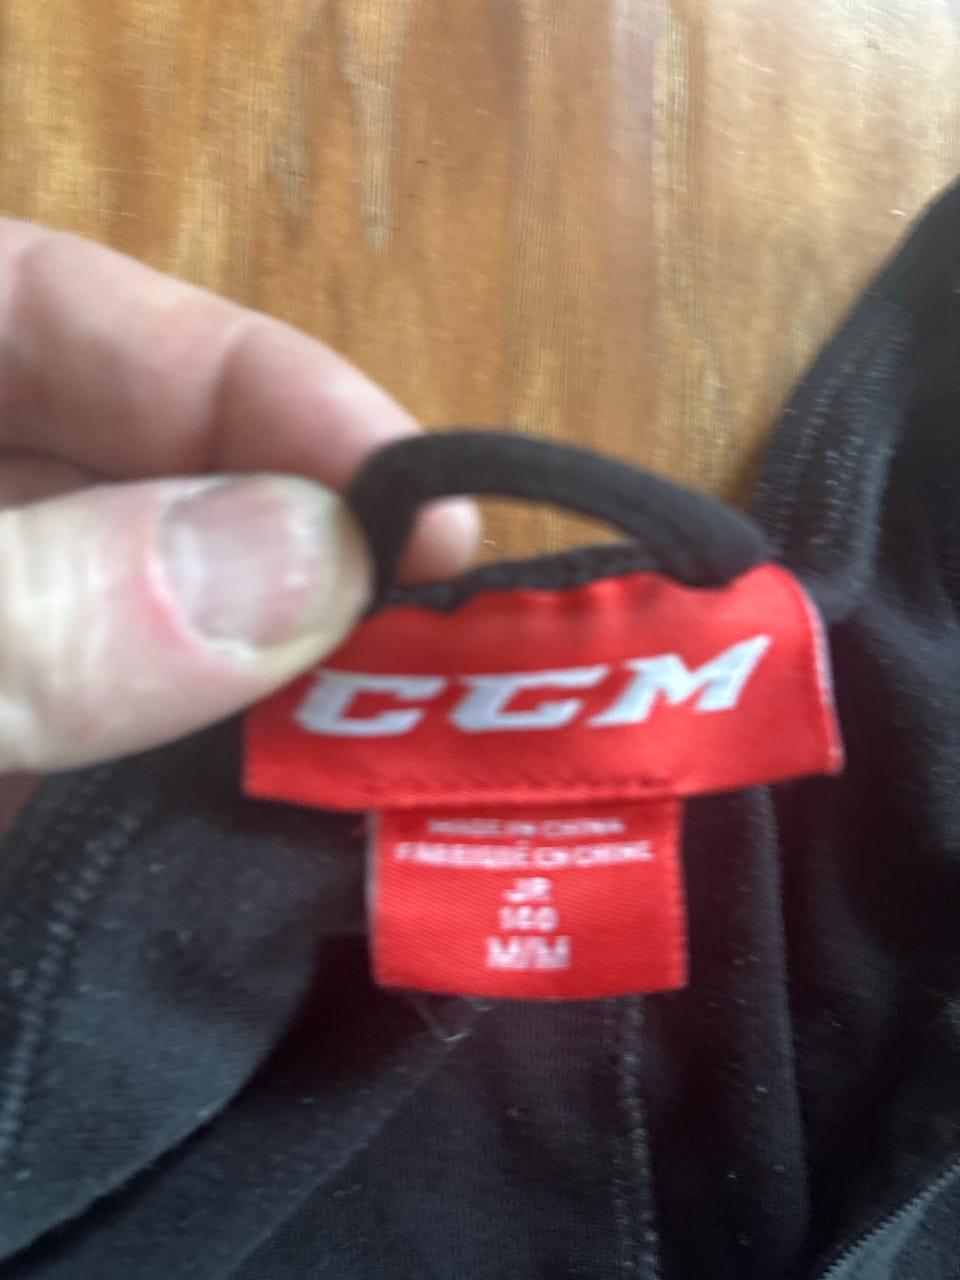 CCM
MADE IN CHINA
FABRIQUÉ EN CHINE
JR
140
M/M